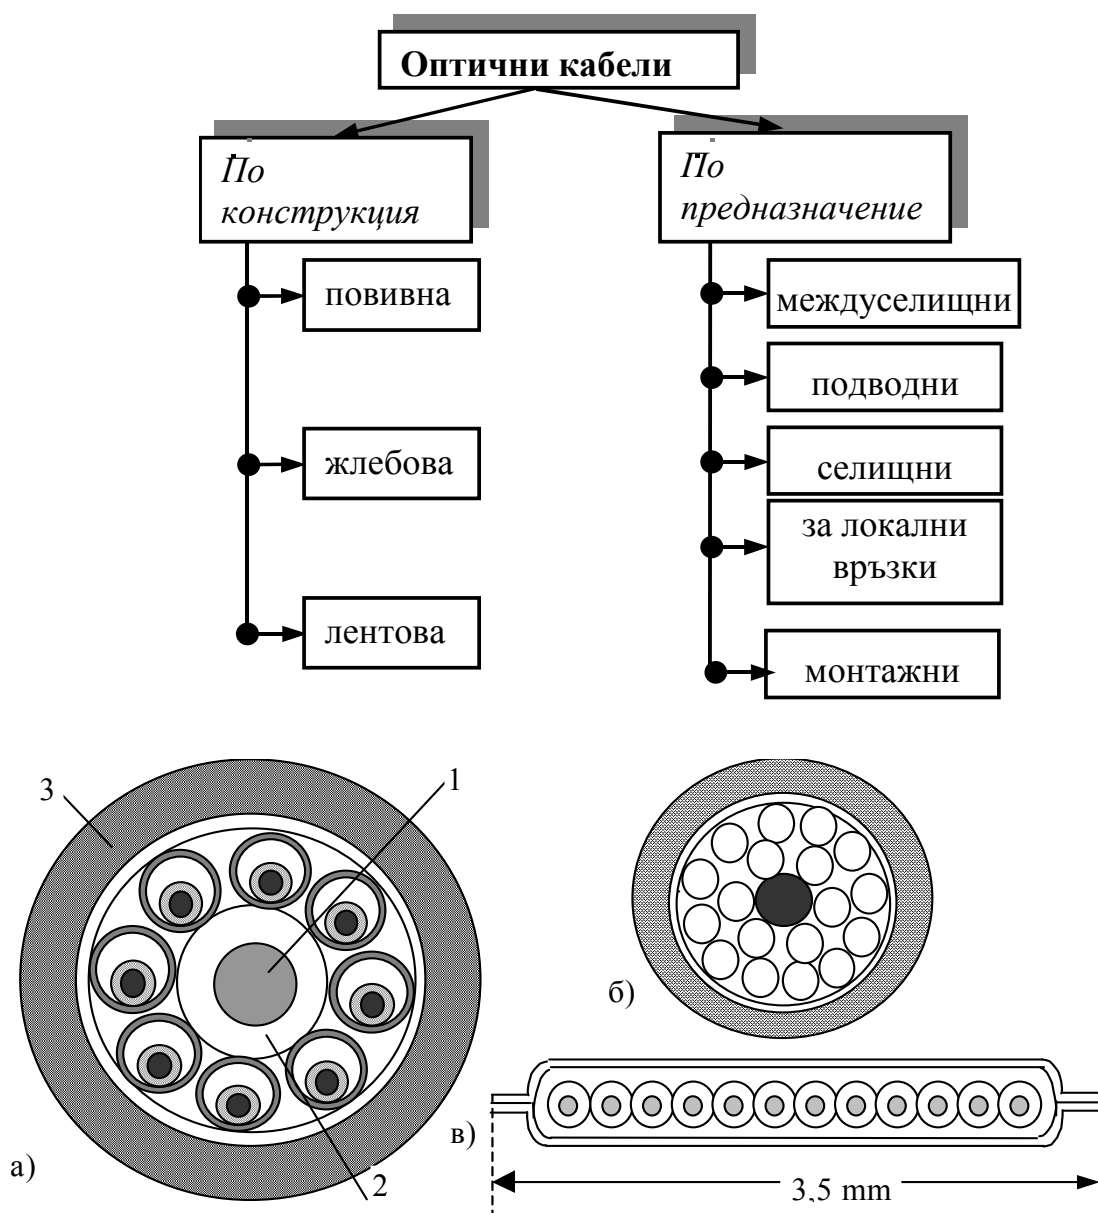 Оптични кабели
По
конструкция
По
предназначение
повивна
жлебова
лентова
междуселищни
подводни
селищни
за локални
връзки
монтажни
3
1
2
а)
б)
в)
3,5 mm